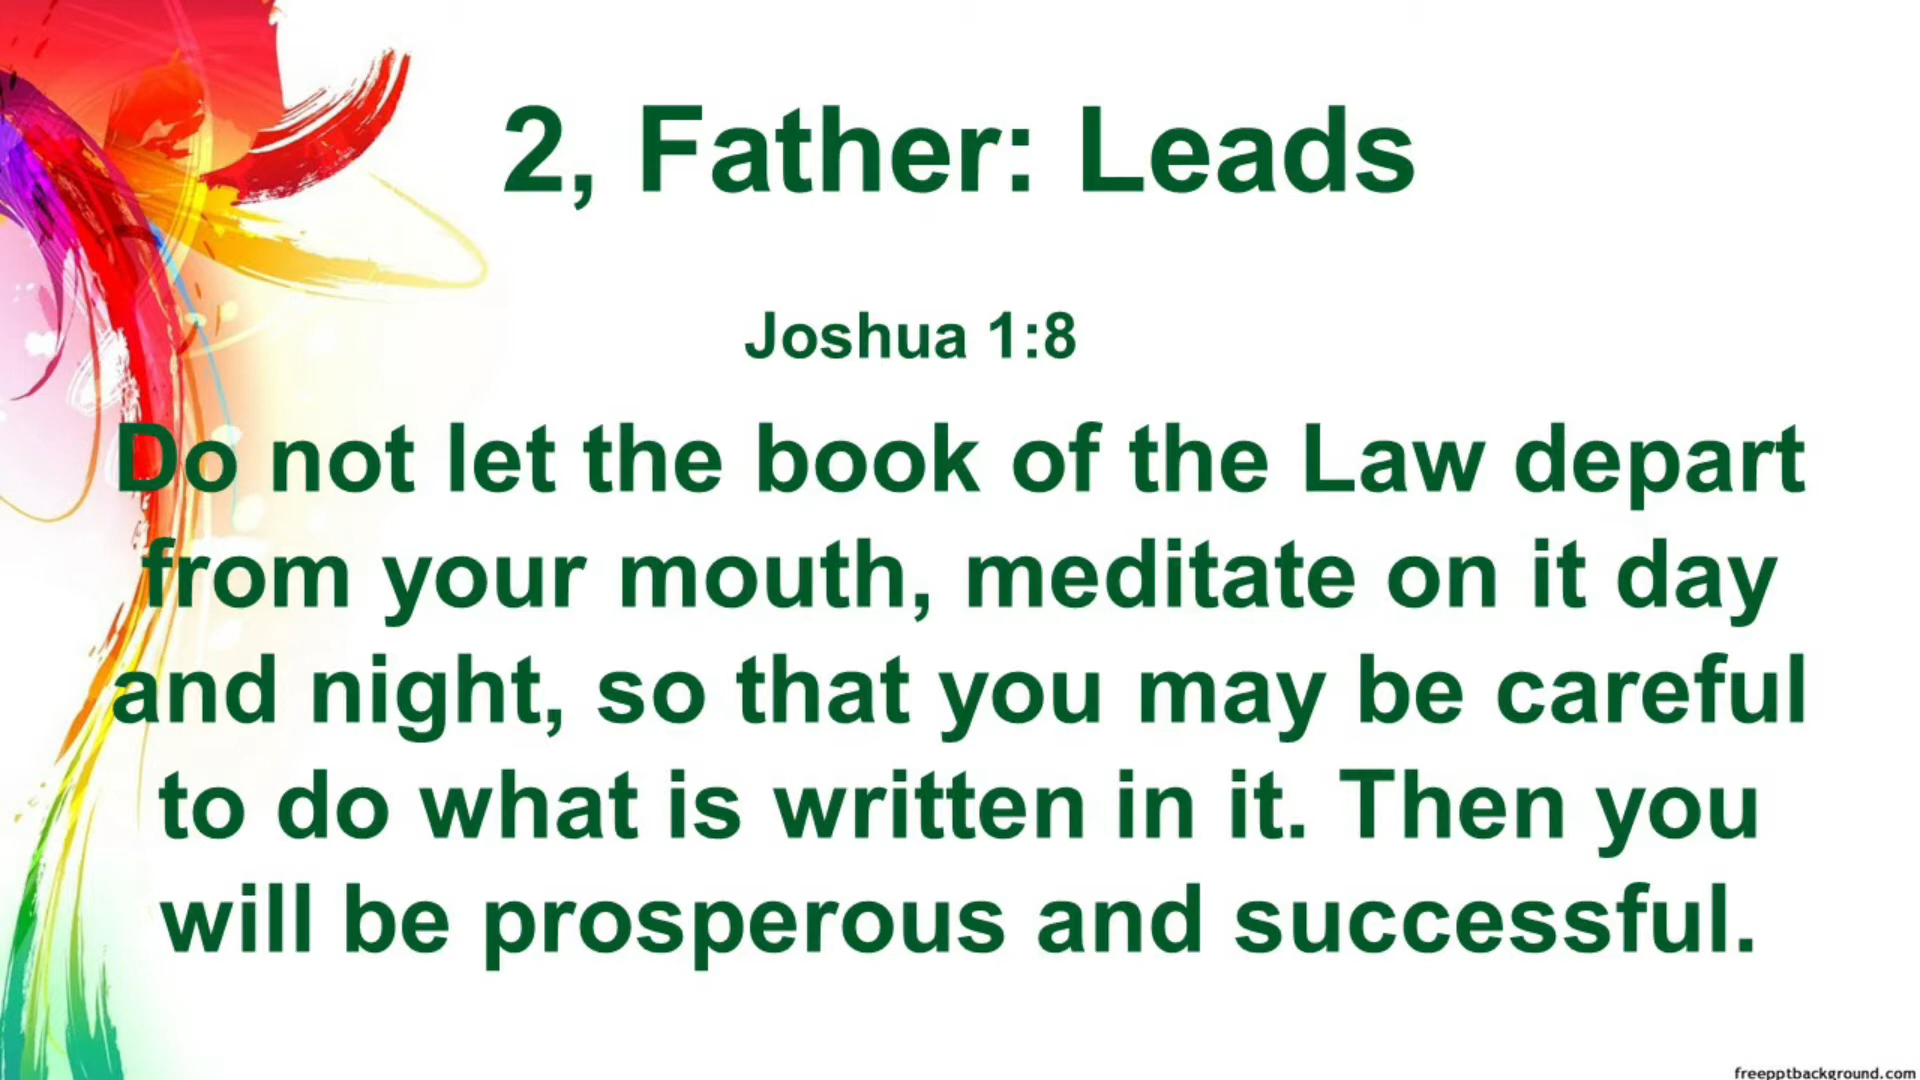 2, Father: Leads
Joshua 1:8
Do not let the book of the Law depart
from your mouth, meditate on it day
and night, so that you may be careful
to do what is written in it. Then you
will be prosperous and successful.
freepptbackground.com